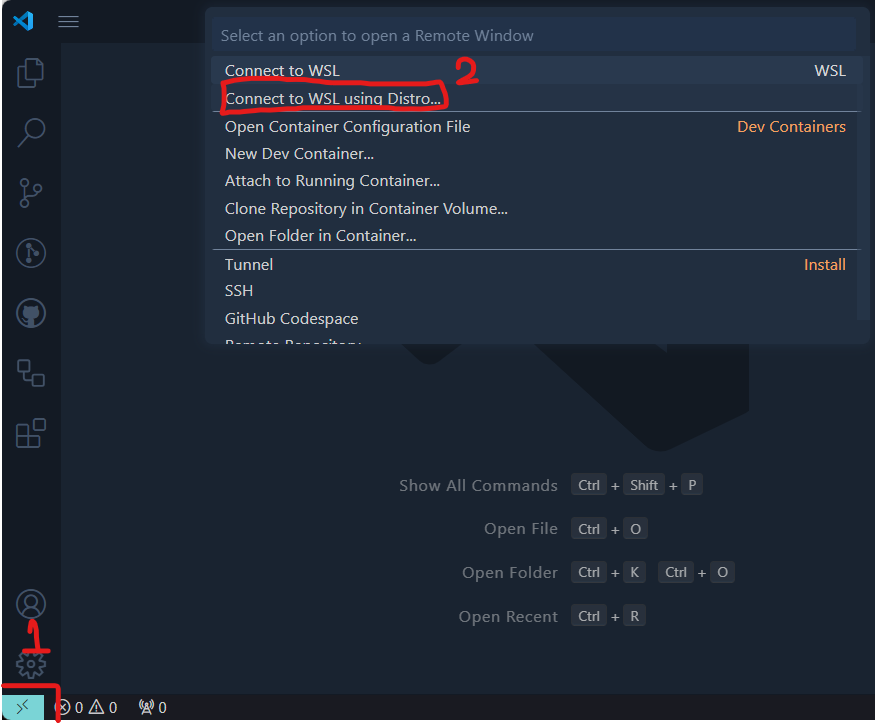 Select an option to open a Remote Window
Connect to WSL WSL
2
Connect to WSL using Distro...
Open Container Configuration File Dev Containers
New Dev Container...
Attach to Running Container...
Clone Repository in Container Volume...
Open Folder in Container...
Tunnel Install
SSH
GitHub Codespace
Remote Repository
Show All Commands Ctrl + Shift + P
Open File Ctrl + O
Open Folder Ctrl + K Ctrl + O
Open Recent Ctrl + R
1
0 0 0